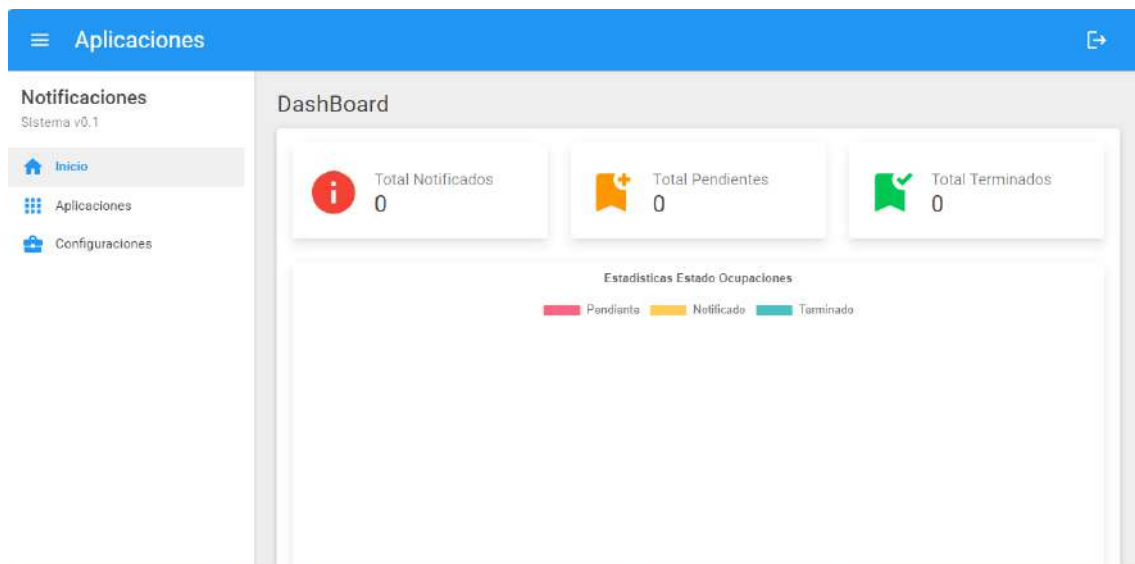 Aplicaciones
Notificaciones
Sistema v0.1
Inicio
Aplicaciones
Configuraciones
DashBoard
Total Notificados
0
Total Pendientes
0
Total Terminados
0
Estadisticas Estado Ocupaciones
Pendiente Notificado Terminado